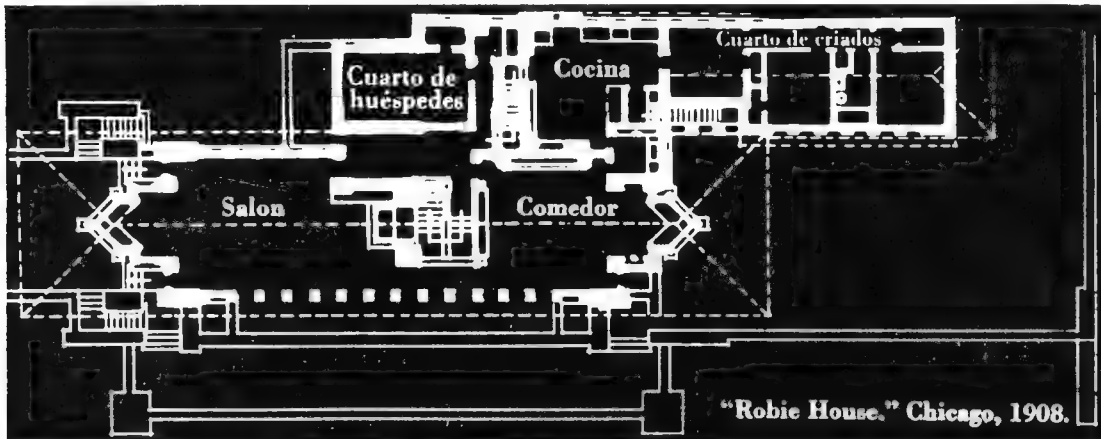 Cuarto de criados
Cuarto de
huéspedes
Cocina
Salon
Comedor
"Robie House." Chicago, 1908.